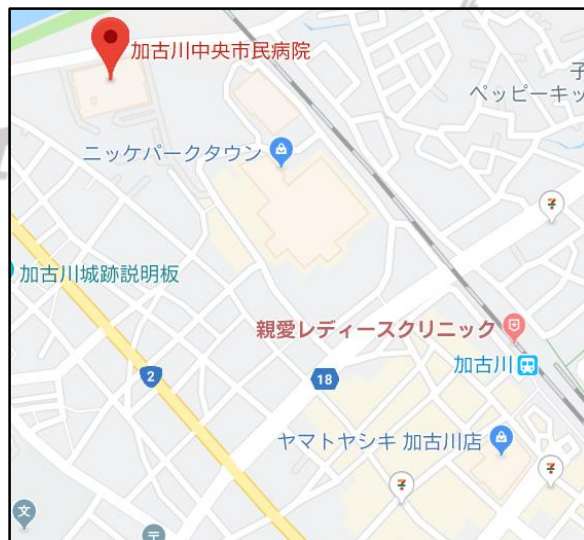 加古川中央市民病院
子
ペッピーキッ
ニッケパークタウン
加古川城跡説明板
親愛レディースクリニック
加古川
2
18
ヤマトヤシキ 加古川店
文
〒